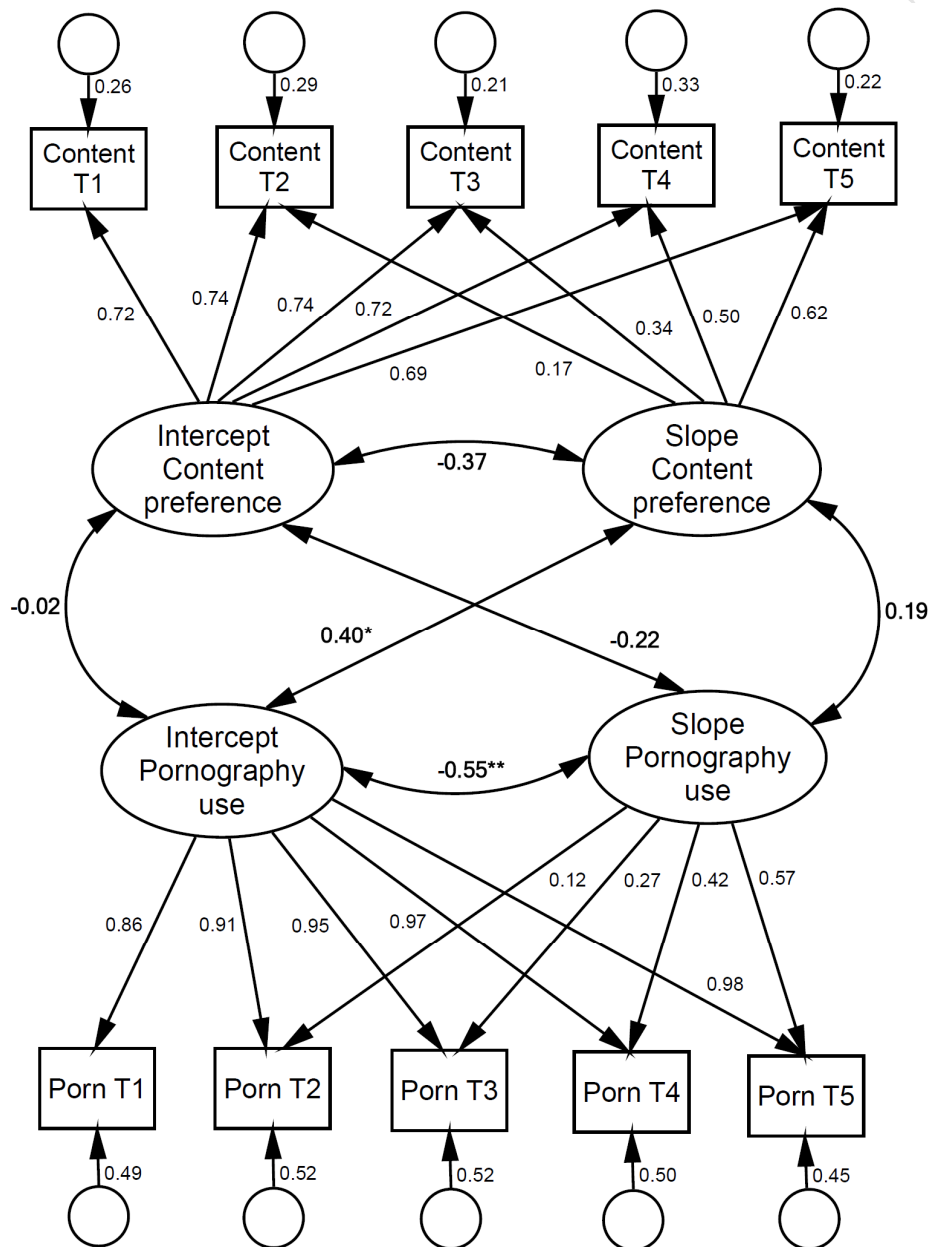 0.26
0.29
0.21
0.33
0.22
Content
T1
Content
T2
Content
T3
Content
T4
Content
T5
0.72
0.74
0.74
0.72
0.69
0.17
0.34
0.50
0.62
Intercept
Content
preference
-0.37
Slope
Content
preference
-0.02
0.40*
-0.22
0.19
Intercept
Pornography
use
-0.55**
Slope
Pornography
use
0.86
0.91
0.95
0.97
0.12
0.27
0.42
0.57
0.98
Porn T1
Porn T2
Porn T3
Porn T4
Porn T5
0.49
0.52
0.52
0.50
0.45